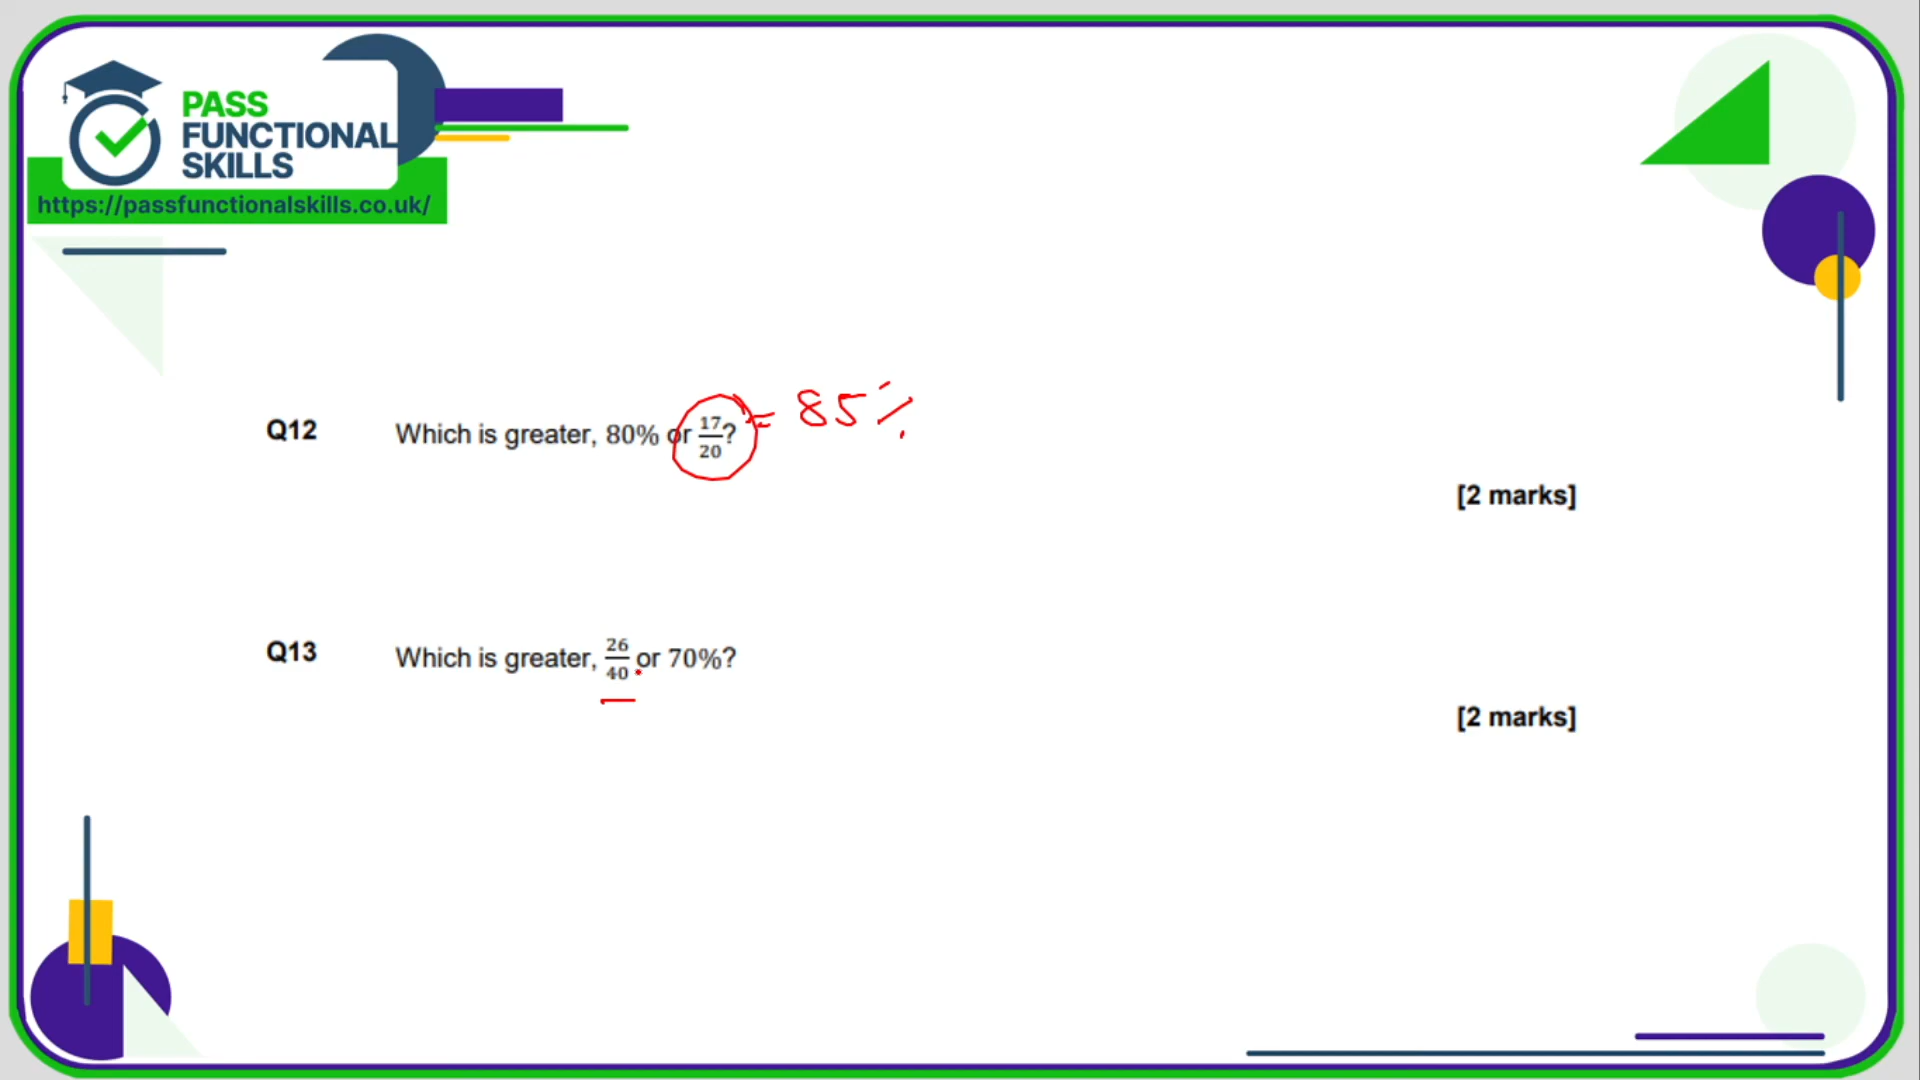 PASS
FUNCTIONAL
SKILLS
https://passfunctionalskills.co.uk/
Q12 Which is greater, 80% or 17/20? = 85%
[2 marks]
Q13 Which is greater, 26/40 or 70%?
[2 marks]